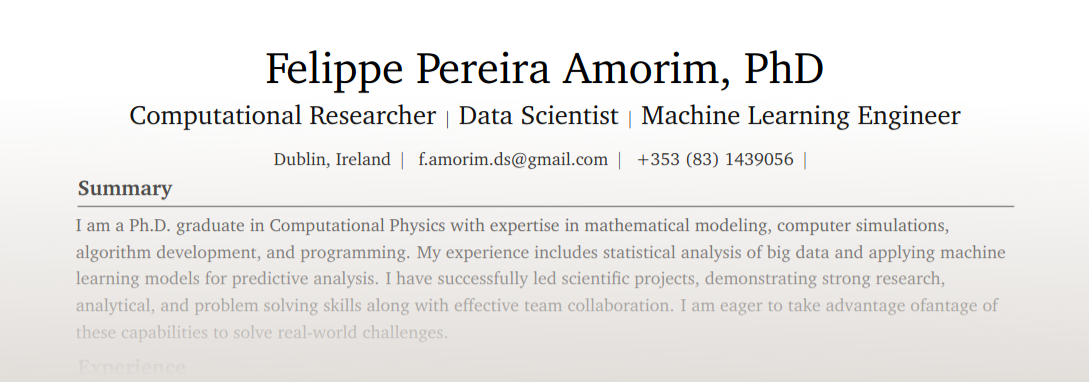 Felippe Pereira Amorim, PhD
Computational Researcher | Data Scientist | Machine Learning Engineer
Dublin, Ireland | f.amorim.ds@gmail.com | +353 (83) 1439056 |
Summary
I am a Ph.D. graduate in Computational Physics with expertise in mathematical modeling, computer simulations,
algorithm development, and programming. My experience includes statistical analysis of big data and applying machine
learning models for predictive analysis. I have successfully led scientific projects, demonstrating strong research,
analytical, and problem solving skills along with effective team collaboration. I am eager to take advantage ofantage of
these capabilities to solve real-world challenges.
Experience